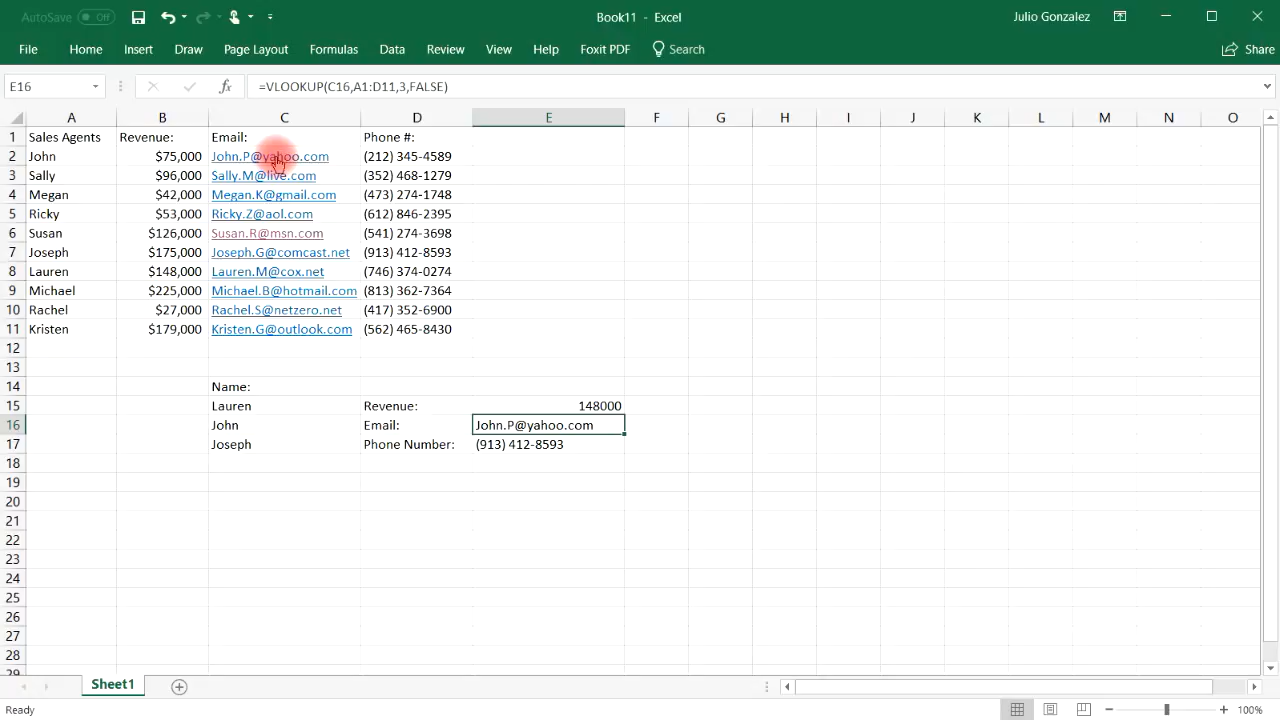 AutoSave Off Book11 - Excel Julio Gonzalez
File Home Insert Draw Page Layout Formulas Data Review View Help Foxit PDF Search Share
E16 fx =VLOOKUP(C16,A1:D11,3,FALSE)
A B C D E F G H I J K L M N O
1 Sales Agents Revenue: Email: Phone #:
2 John $75,000 John.P@yahoo.com (212) 345-4589
3 Sally $96,000 Sally.M@live.com (352) 468-1279
4 Megan $42,000 Megan.K@gmail.com (473) 274-1748
5 Ricky $53,000 Ricky.Z@aol.com (612) 846-2395
6 Susan $126,000 Susan.R@msn.com (541) 274-3698
7 Joseph $175,000 Joseph.G@comcast.net (913) 412-8593
8 Lauren $148,000 Lauren.M@cox.net (746) 374-0274
9 Michael $225,000 Michael.B@hotmail.com (813) 362-7364
10 Rachel $27,000 Rachel.S@netzero.net (417) 352-6900
11 Kristen $179,000 Kristen.G@outlook.com (562) 465-8430
12
13
14 Name:
15 Lauren Revenue: 148000
16 John Email: John.P@yahoo.com
17 Joseph Phone Number: (913) 412-8593
18
19
20
21
22
23
24
25
26
27
28
29
Sheet1
Ready 100%